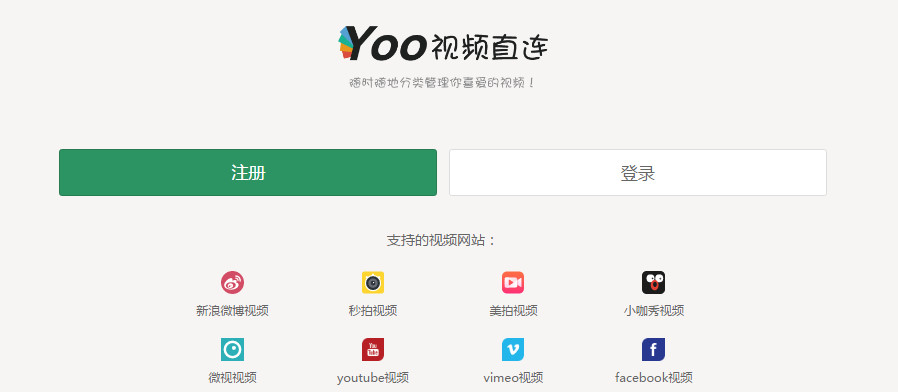 Yoo视频直连
随时随地分类管理你喜爱的视频！
注册 登录
支持的视频网站：
新浪微博视频 秒拍视频 美拍视频 小咖秀视频
You
Tube
微视视频 youtube视频 vimeo视频 facebook视频